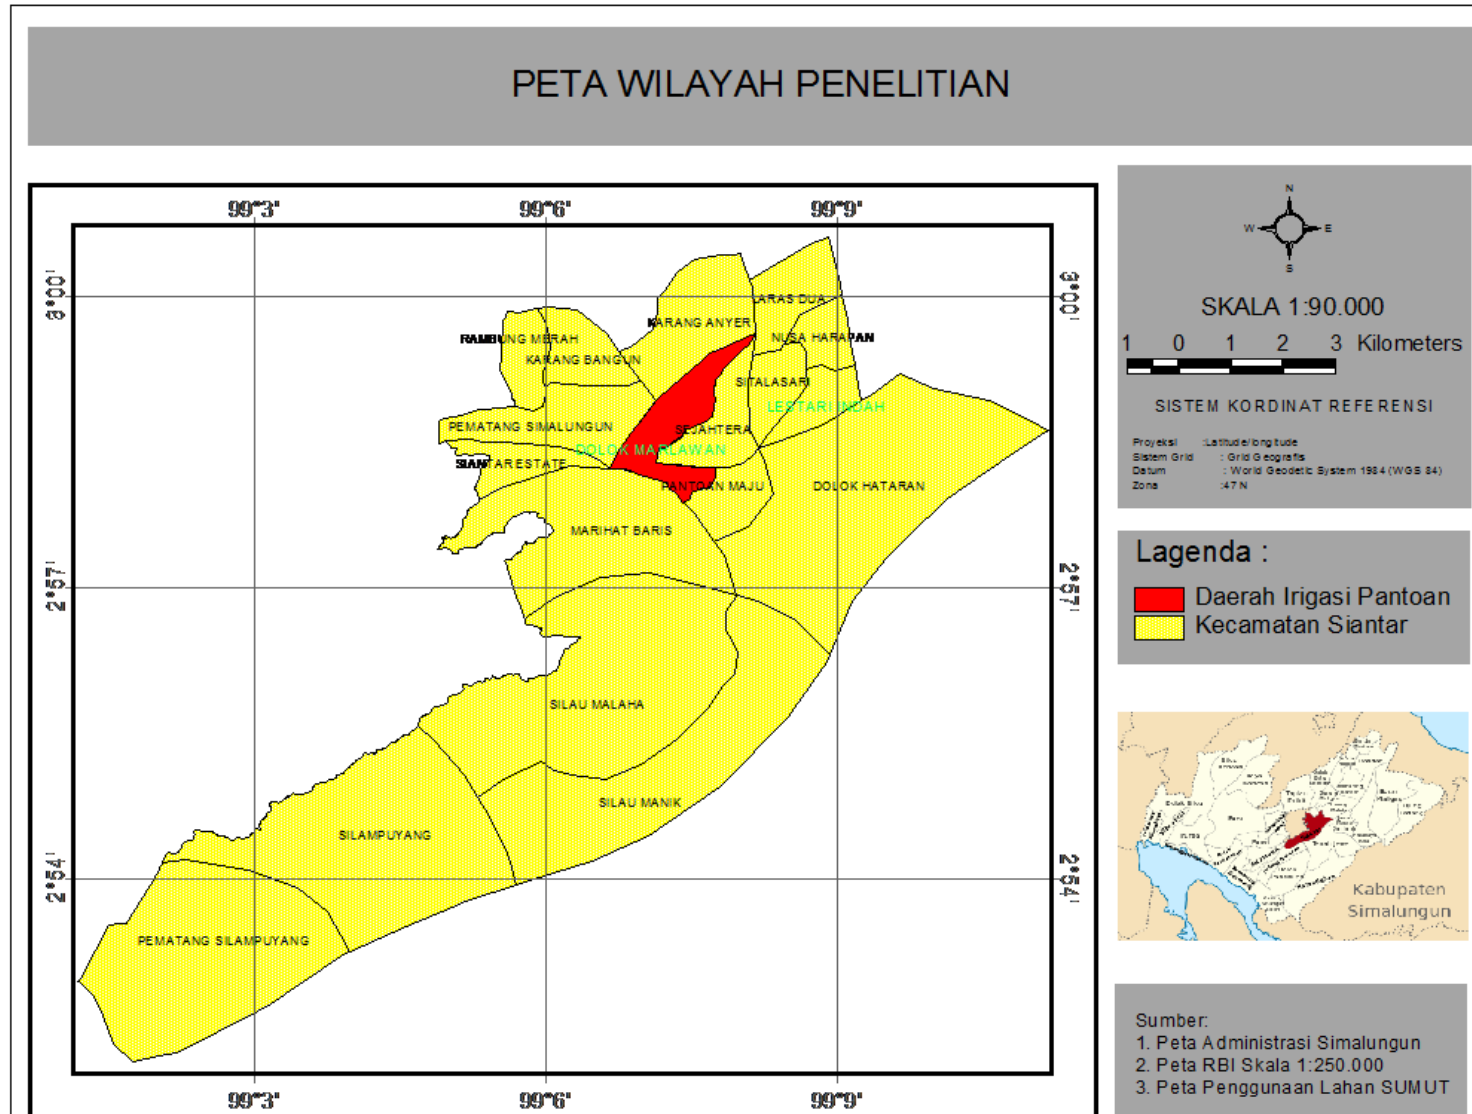 PETA WILAYAH PENELITIAN
99°3' 99°6' 99°9'
3°00' 3°00'
LARAS DUA
KARANG ANYER
RAMBUNG MERAH
NUSA HARAPAN
KARANG BANGUN
SITALASARI
LESTARI INDAH
PEMATANG SIMALUNGUN
SEJAHTERA
DOLOK MARLAWAN
SIANTAR ESTATE
PANTOAN MAJU
DOLOK HATARAN
MARIHAT BARIS
2°57' 2°57'
SILAU MALAHA
SILAU MANIK
SILAMPUYANG
2°54' 2°54'
PEMATANG SILAMPUYANG
99°3' 99°6' 99°9'
N
W E
S
SKALA 1:90.000
1 0 1 2 3 Kilometers
SISTEM KORDINAT REFERENSI
Proyeksi :Latitude/longitude
Sistem Grid : Grid Geografis
Datum : World Geodetic System 1984 (WGS 84)
Zona :47 N
Lagenda :
Daerah Irigasi Pantoan
Kecamatan Siantar
Kabupaten
Simalungun
Sumber:
1. Peta Administrasi Simalungun
2. Peta RBI Skala 1:250.000
3. Peta Penggunaan Lahan SUMUT